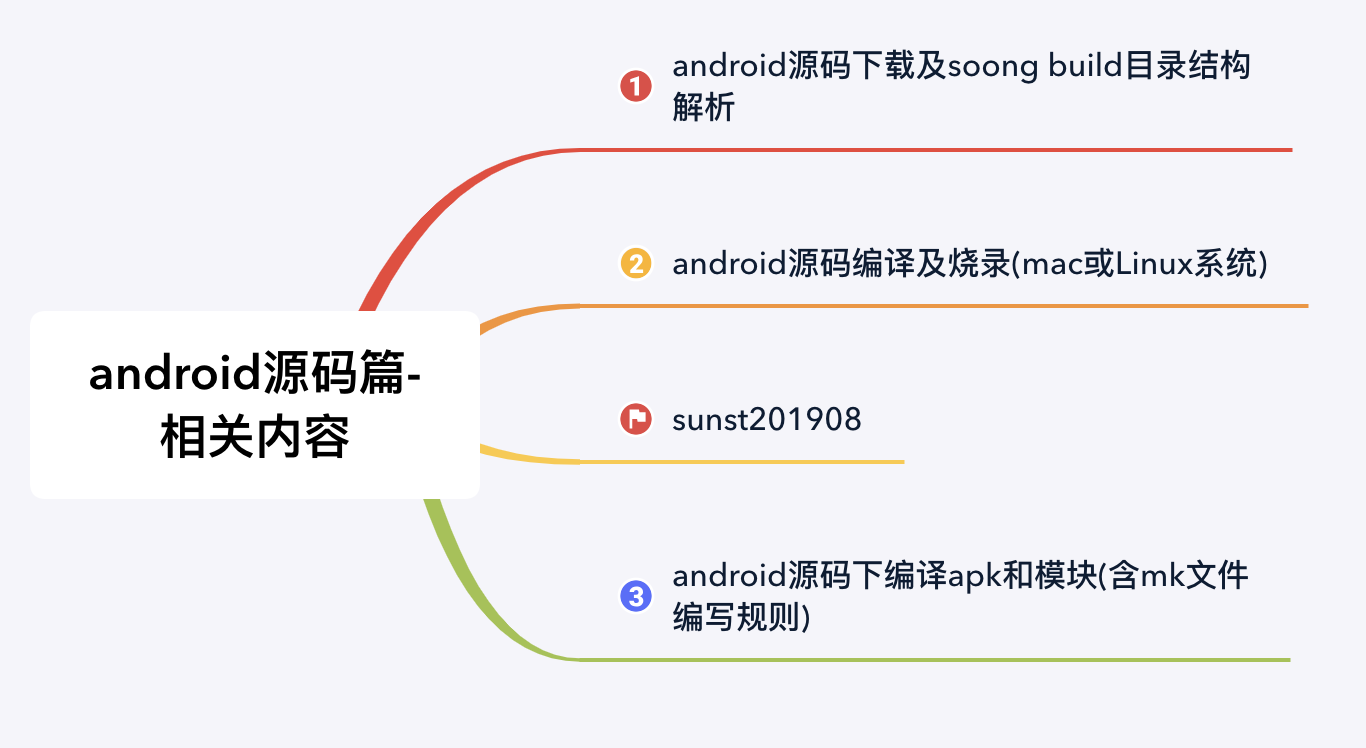 android源码篇-
相关内容
1
android源码下载及soong build目录结构
解析
2
android源码编译及烧录(mac或Linux系统)
sunst201908
3
android源码下编译apk和模块(含mk文件
编写规则)